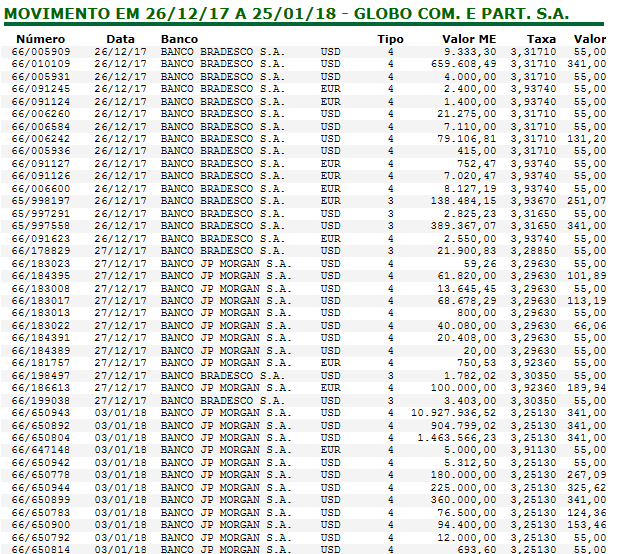 MOVIMENTO EM 26/12/17 A 25/01/18 - GLOBO COM. E PART. S.A.
Número Data Banco Tipo Valor ME Taxa Valor
66/005909 26/12/17 BANCO BRADESCO S.A. USD 4 9.333,30 3,31710 55,00
66/010109 26/12/17 BANCO BRADESCO S.A. USD 4 659.608,49 3,31710 341,00
66/005931 26/12/17 BANCO BRADESCO S.A. USD 4 4.000,00 3,31710 55,00
66/091245 26/12/17 BANCO BRADESCO S.A. EUR 4 2.400,00 3,93740 55,00
66/091124 26/12/17 BANCO BRADESCO S.A. EUR 4 1.400,00 3,93740 55,00
66/006260 26/12/17 BANCO BRADESCO S.A. USD 4 21.275,00 3,31710 55,00
66/006584 26/12/17 BANCO BRADESCO S.A. USD 4 7.110,00 3,31710 55,00
66/006242 26/12/17 BANCO BRADESCO S.A. USD 4 79.106,81 3,31710 131,20
66/005936 26/12/17 BANCO BRADESCO S.A. USD 4 415,00 3,31710 55,00
66/091127 26/12/17 BANCO BRADESCO S.A. EUR 4 752,47 3,93740 55,00
66/091126 26/12/17 BANCO BRADESCO S.A. EUR 4 7.020,47 3,93740 55,00
66/006600 26/12/17 BANCO BRADESCO S.A. EUR 4 8.127,19 3,93740 55,00
65/998197 26/12/17 BANCO BRADESCO S.A. EUR 3 138.484,15 3,93670 251,07
65/997291 26/12/17 BANCO BRADESCO S.A. USD 3 2.825,23 3,31650 55,00
65/997558 26/12/17 BANCO BRADESCO S.A. USD 3 389.367,07 3,31650 341,00
66/091623 26/12/17 BANCO BRADESCO S.A. EUR 4 2.550,00 3,93740 55,00
66/178829 27/12/17 BANCO BRADESCO S.A. USD 3 21.900,83 3,28850 55,00
66/183023 27/12/17 BANCO JP MORGAN S.A. USD 4 59,26 3,29630 55,00
66/184395 27/12/17 BANCO JP MORGAN S.A. USD 4 61.820,00 3,29630 101,89
66/183008 27/12/17 BANCO JP MORGAN S.A. USD 4 13.645,45 3,29630 55,00
66/183017 27/12/17 BANCO JP MORGAN S.A. USD 4 68.678,29 3,29630 113,19
66/183013 27/12/17 BANCO JP MORGAN S.A. USD 4 800,00 3,29630 55,00
66/183022 27/12/17 BANCO JP MORGAN S.A. USD 4 40.080,00 3,29630 66,06
66/184391 27/12/17 BANCO JP MORGAN S.A. USD 4 20.408,00 3,29630 55,00
66/184389 27/12/17 BANCO JP MORGAN S.A. USD 4 20,00 3,29630 55,00
66/181757 27/12/17 BANCO JP MORGAN S.A. EUR 4 750,53 3,92360 55,00
66/198497 27/12/17 BANCO BRADESCO S.A. USD 3 1.782,02 3,30350 55,00
66/186613 27/12/17 BANCO JP MORGAN S.A. EUR 4 100.000,00 3,92360 189,94
66/199038 27/12/17 BANCO BRADESCO S.A. USD 3 3.403,00 3,30350 55,00
66/650943 03/01/18 BANCO JP MORGAN S.A. USD 4 10.927.936,52 3,25130 341,00
66/650892 03/01/18 BANCO JP MORGAN S.A. USD 4 904.799,02 3,25130 341,00
66/650804 03/01/18 BANCO JP MORGAN S.A. USD 4 1.463.566,23 3,25130 341,00
66/647148 03/01/18 BANCO JP MORGAN S.A. EUR 4 5.000,00 3,91130 55,00
66/650942 03/01/18 BANCO JP MORGAN S.A. USD 4 5.312,50 3,25130 55,00
66/650778 03/01/18 BANCO JP MORGAN S.A. USD 4 180.000,00 3,25130 267,09
66/650944 03/01/18 BANCO JP MORGAN S.A. USD 4 225.000,00 3,25130 325,62
66/650899 03/01/18 BANCO JP MORGAN S.A. USD 4 360.000,00 3,25130 341,00
66/650783 03/01/18 BANCO JP MORGAN S.A. USD 4 76.500,00 3,25130 124,36
66/650900 03/01/18 BANCO JP MORGAN S.A. USD 4 94.400,00 3,25130 153,46
66/650792 03/01/18 BANCO JP MORGAN S.A. USD 4 12.000,00 3,25130 55,00
66/650814 03/01/18 BANCO JP MORGAN S.A. USD 4 693,60 3,25130 55,00